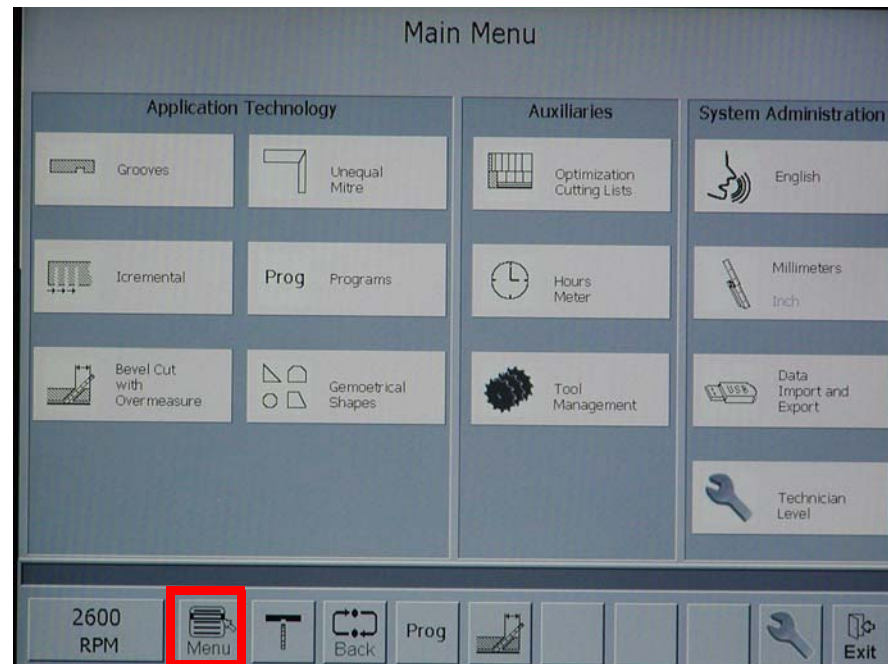 Main Menu
Application Technology
Grooves
Unequal
Mitre
Icremental
Prog
Programs
Bevel Cut
with
Overmeasure
Gemoetrical
Shapes
Auxiliaries
Optimization
Cutting Lists
Hours
Meter
Tool
Management
System Administration
English
Millimeters
Inch
USB
Data
Import and
Export
Technician
Level
2600
RPM
Menu
Back
Prog
Exit